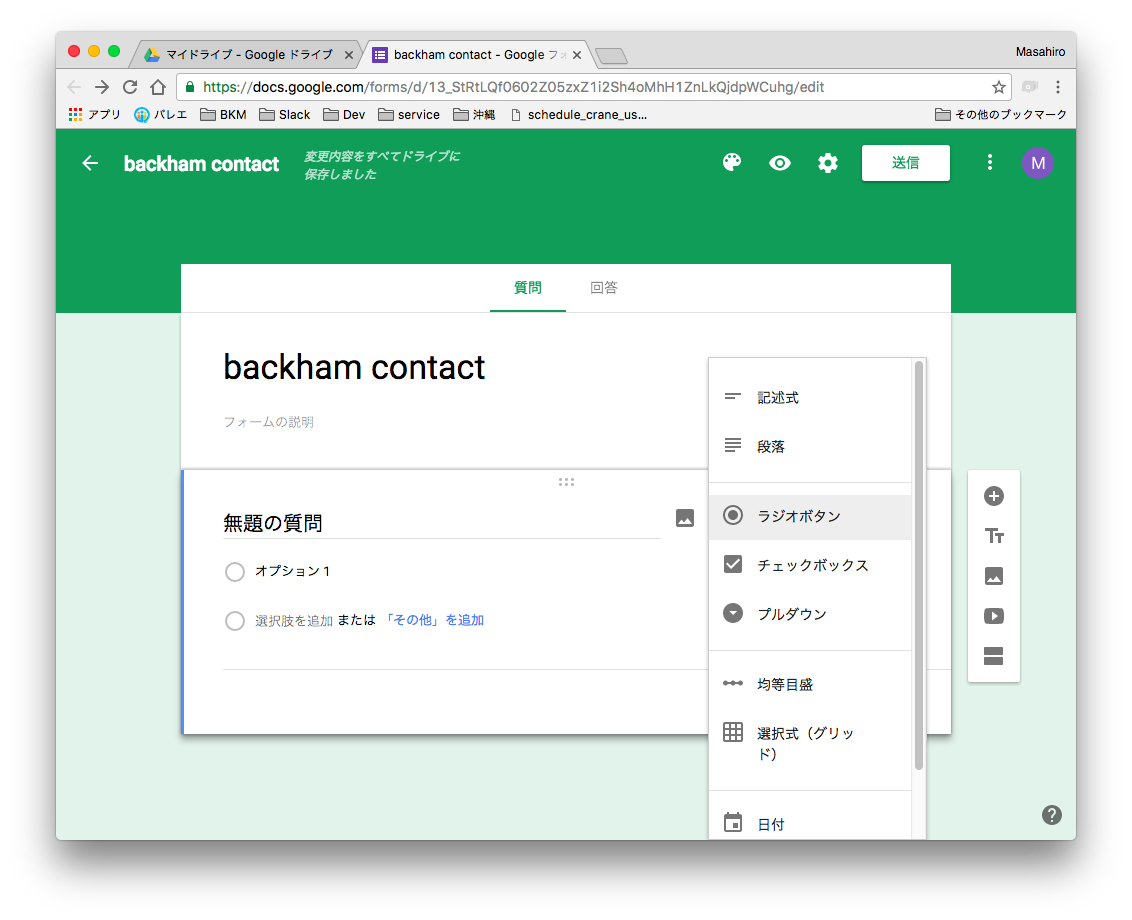 マイドライブ - Google ドライブ
backham contact - Google フォ
Masahiro
https://docs.google.com/forms/d/13_StRtLQf0602Z05zxZ1i2Sh4oMhH1ZnLkQjdpWCuhg/edit
アプリ バレエ BKM Slack Dev service 沖縄 schedule_crane_us... その他のブックマーク
backham contact
変更内容をすべてドライブに
保存しました
送信
M
質問 回答
backham contact
フォームの説明
無題の質問
オプション 1
選択肢を追加 または 「その他」を追加
記述式
段落
ラジオボタン
チェックボックス
プルダウン
均等目盛
選択式（グリッ
ド）
日付
Tт
?